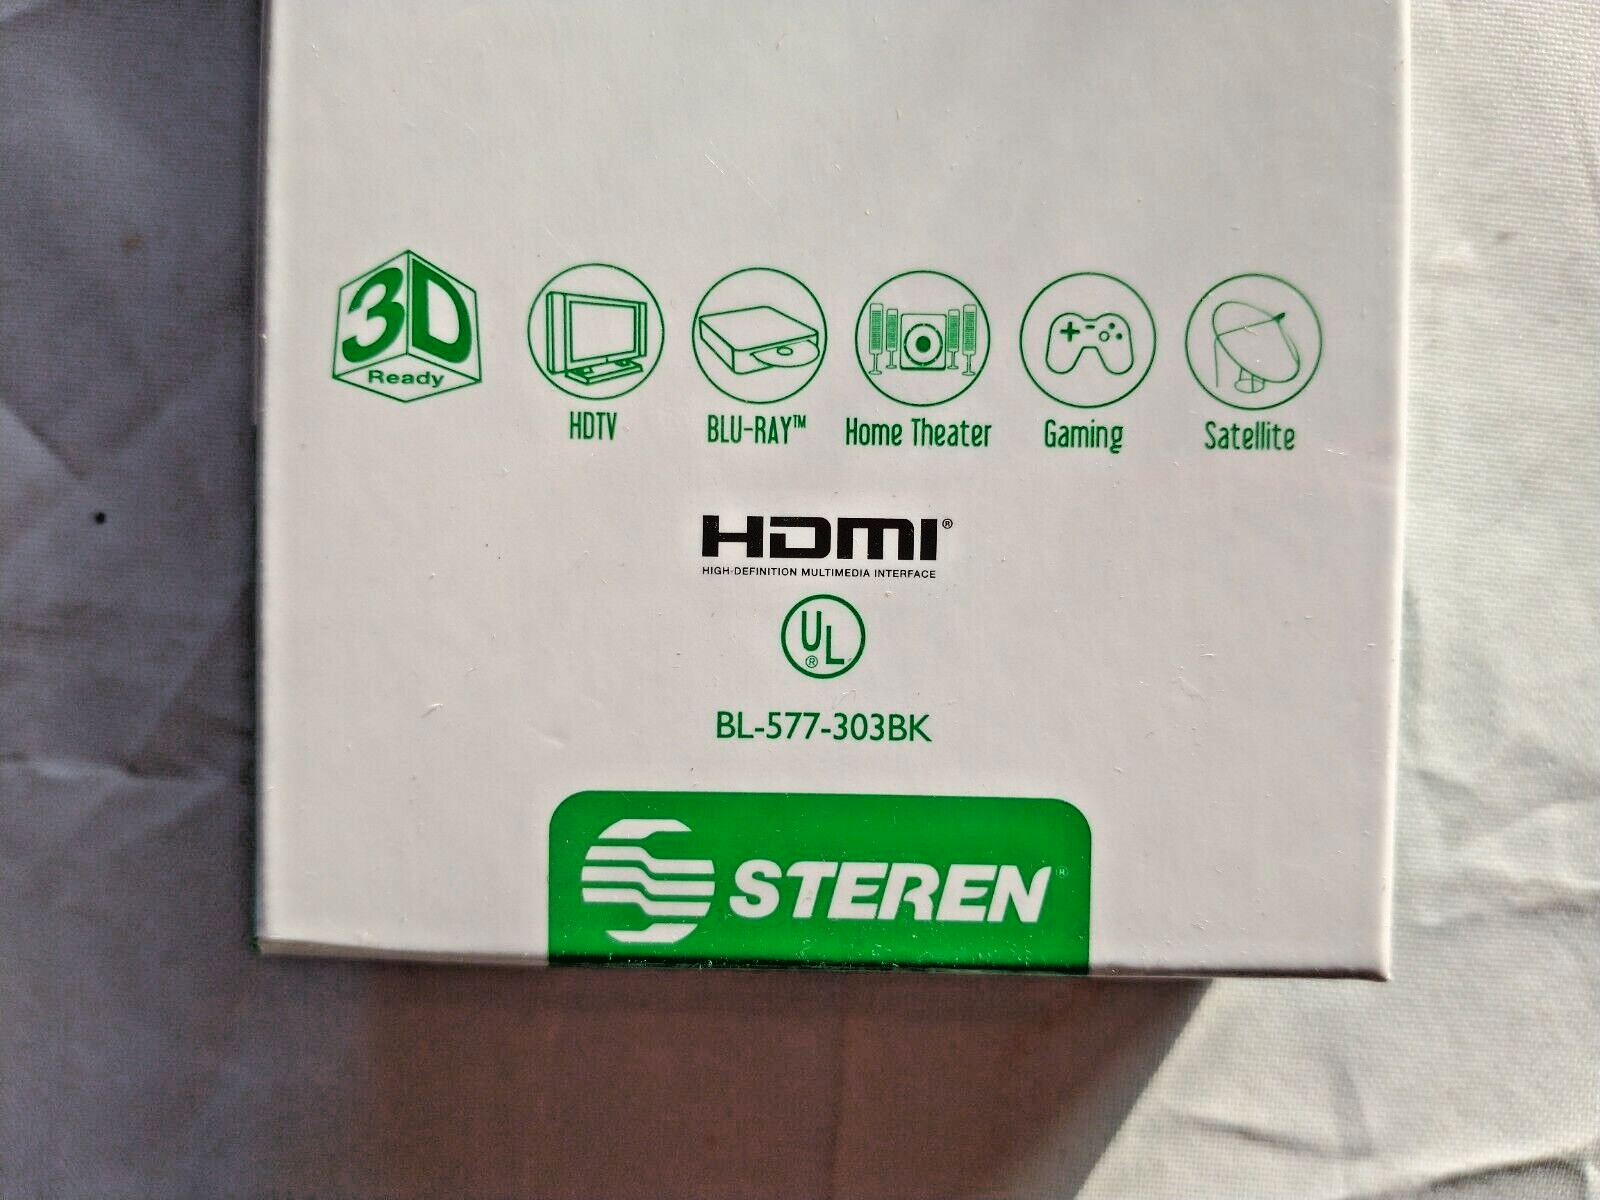 3D
Ready
HDTV
BLU-RAY™
Home Theater
Gaming
Satellite
HDMI®
HIGH-DEFINITION MULTIMEDIA INTERFACE
UL®
BL-577-303BK
STEREN®